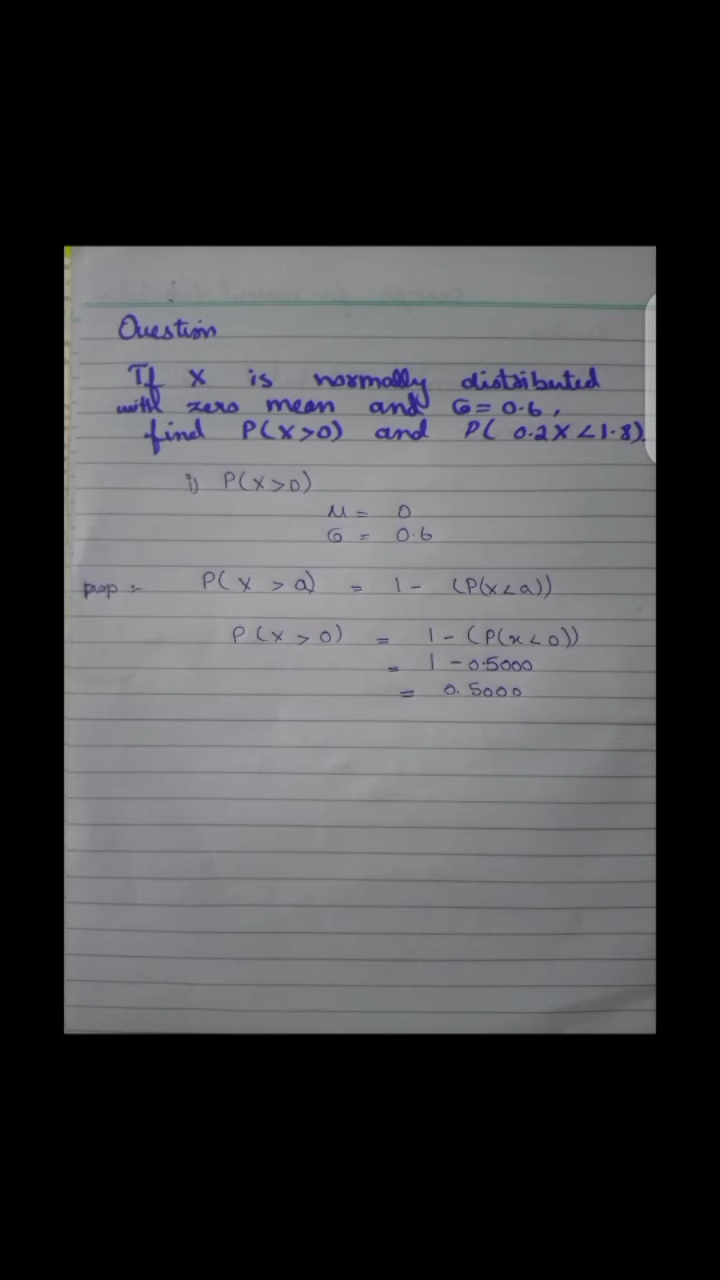 Question
If X is normally distributed
with zero mean and σ = 0.6,
find P(X>0) and P( 0.2X<1.8).
i) P(X>0)
μ = 0
σ = 0.6
prop :- P( X > a) = 1 - (P(x<a))
P (X > 0) = 1 - (P(x < 0))
= 1 - 0.5000
= 0.5000